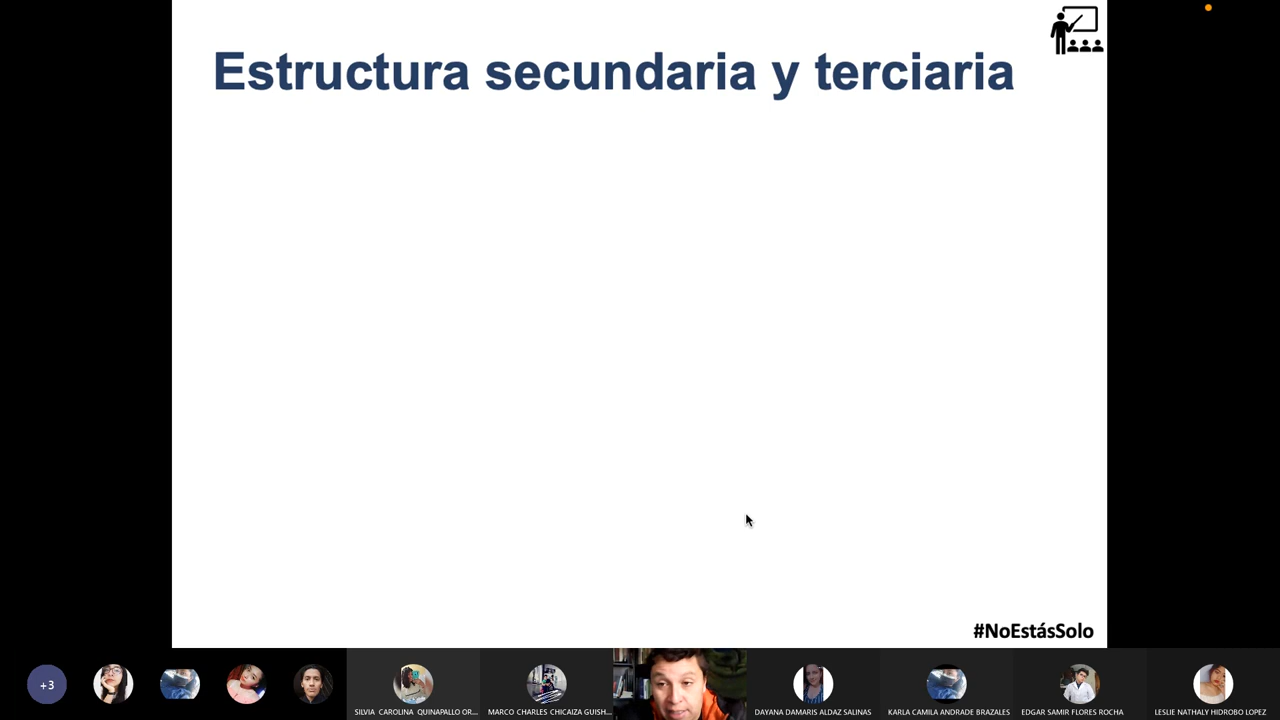 Estructura secundaria y terciaria
#NoEstásSolo
+3
SILVIA CAROLINA QUINAPALLO OR...
MARCO CHARLES CHICAIZA GUISH...
DAYANA DAMARIS ALDAZ SALINAS
KARLA CAMILA ANDRADE BRAZALES
EDGAR SAMIR FLORES ROCHA
LESLIE NATHALY HIDROBO LOPEZ